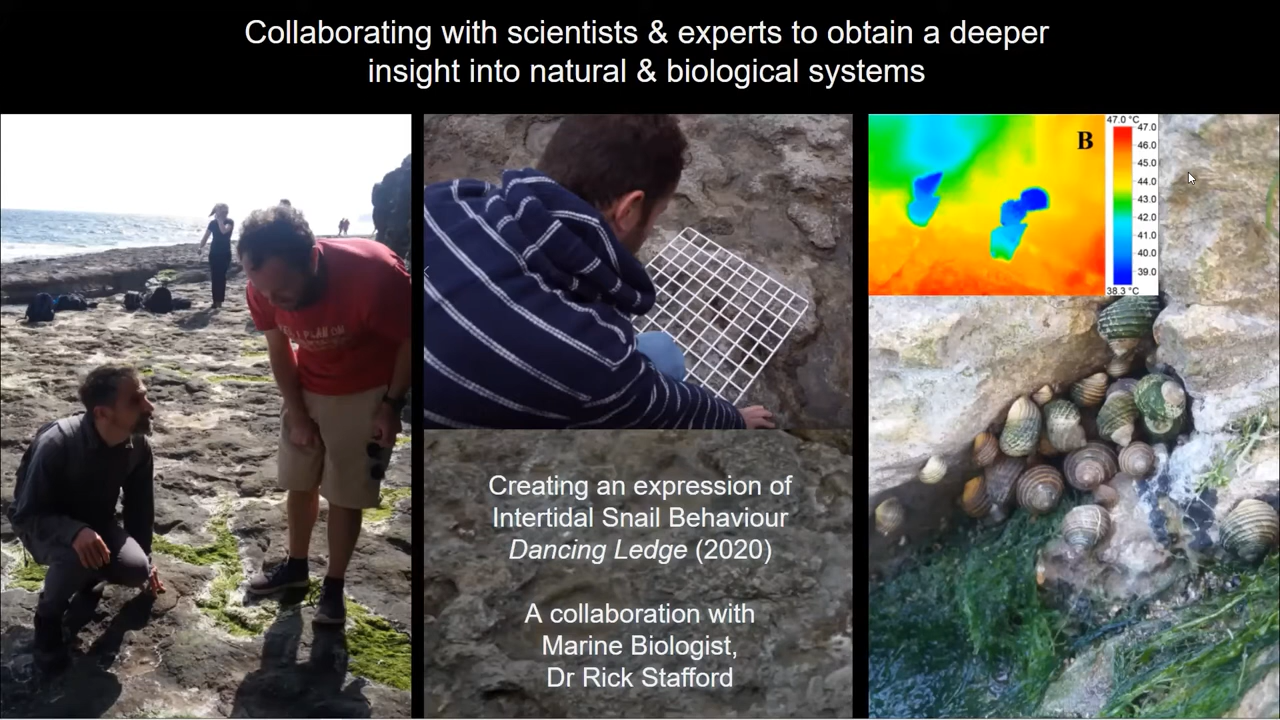 Collaborating with scientists & experts to obtain a deeper
insight into natural & biological systems
B
47.0 °C
47.0
46.0
45.0
44.0
43.0
42.0
41.0
40.0
39.0
38.3 °C
Creating an expression of
Intertidal Snail Behaviour
Dancing Ledge (2020)
A collaboration with
Marine Biologist,
Dr Rick Stafford